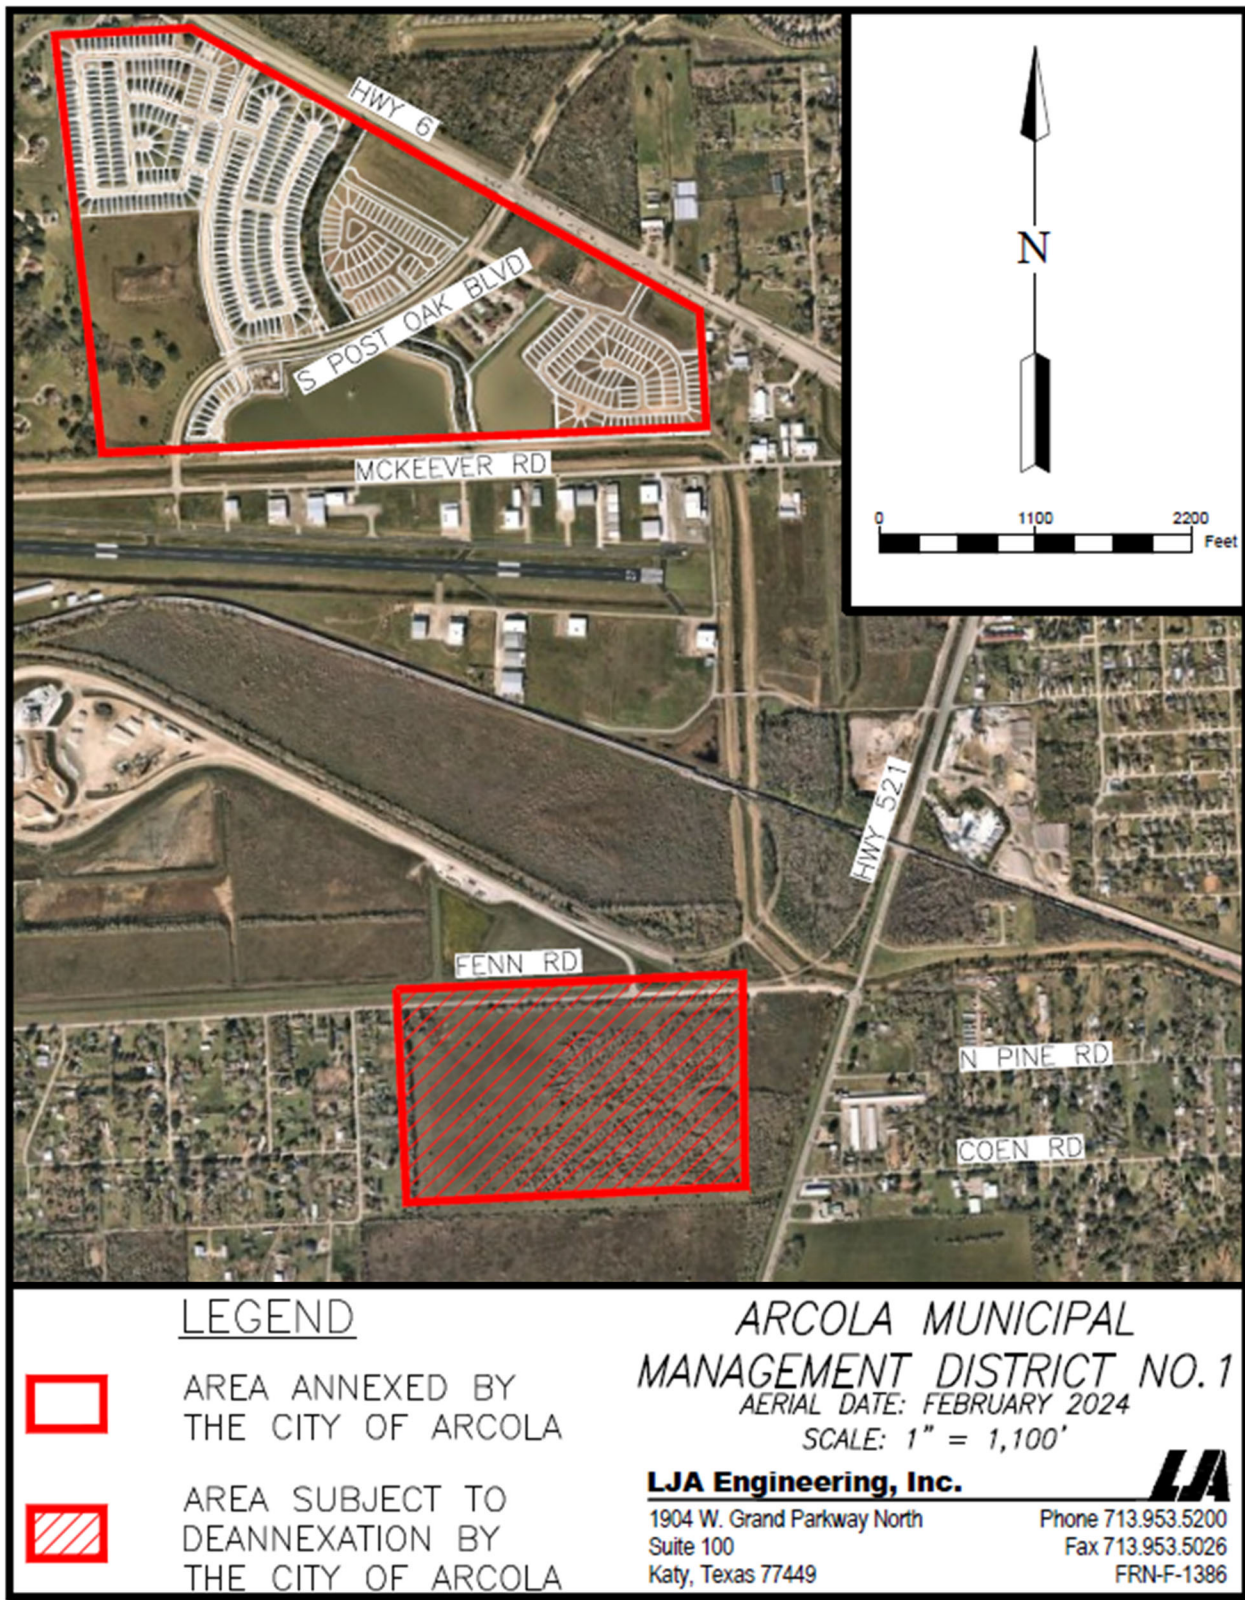 HWY 6
N
S POST OAK BLVD
0 1100 2200
Feet
MCKEEVER RD
HWY 521
FENN RD
N PINE RD
COEN RD
LEGEND
AREA ANNEXED BY
THE CITY OF ARCOLA
AREA SUBJECT TO
DEANNEXATION BY
THE CITY OF ARCOLA
ARCOLA MUNICIPAL
MANAGEMENT DISTRICT NO.1
AERIAL DATE: FEBRUARY 2024
SCALE: 1" = 1,100'
LJA Engineering, Inc.
LJA
1904 W. Grand Parkway North
Suite 100
Katy, Texas 77449
Phone 713.953.5200
Fax 713.953.5026
FRN-F-1386